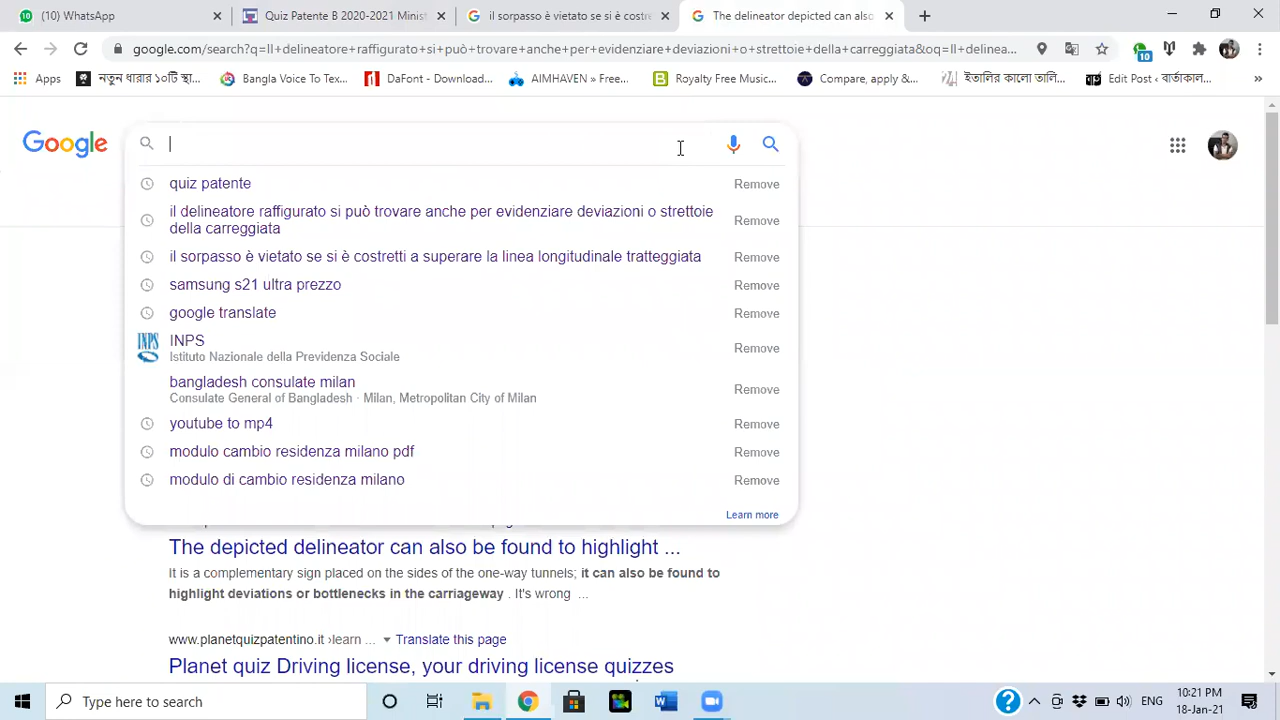 (10) WhatsApp
Quiz Patente B 2020-2021 Minist
il sorpasso è vietato se si è costre
The delineator depicted can also
google.com/search?q=Il+delineatore+raffigurato+si+può+trovare+anche+per+evidenziare+deviazioni+o+strettoie+della+carreggiata&oq=Il+delinea...
10
Apps
নতুন ধারার ১০টি স্থা...
Bangla Voice To Tex...
DaFont - Download...
AIMHAVEN » Free...
Royalty Free Music...
Compare, apply &...
ইতালির কালো তালি...
Edit Post ‹ বার্তাকাল...
Google
quiz patente Remove
il delineatore raffigurato si può trovare anche per evidenziare deviazioni o strettoie
della carreggiata
Remove
il sorpasso è vietato se si è costretti a superare la linea longitudinale tratteggiata Remove
samsung s21 ultra prezzo Remove
google translate Remove
INPS
INPS
Istituto Nazionale della Previdenza Sociale
Remove
bangladesh consulate milan
Consulate General of Bangladesh · Milan, Metropolitan City of Milan
Remove
youtube to mp4 Remove
modulo cambio residenza milano pdf Remove
modulo di cambio residenza milano Remove
Learn more
The depicted delineator can also be found to highlight ...
It is a complementary sign placed on the sides of the one-way tunnels; it can also be found to
highlight deviations or bottlenecks in the carriageway . It's wrong ...
www.planetquizpatentino.it ›learn ... Translate this page
Planet quiz Driving license, your driving license quizzes
Type here to search
ENG
10:21 PM
18-Jan-21